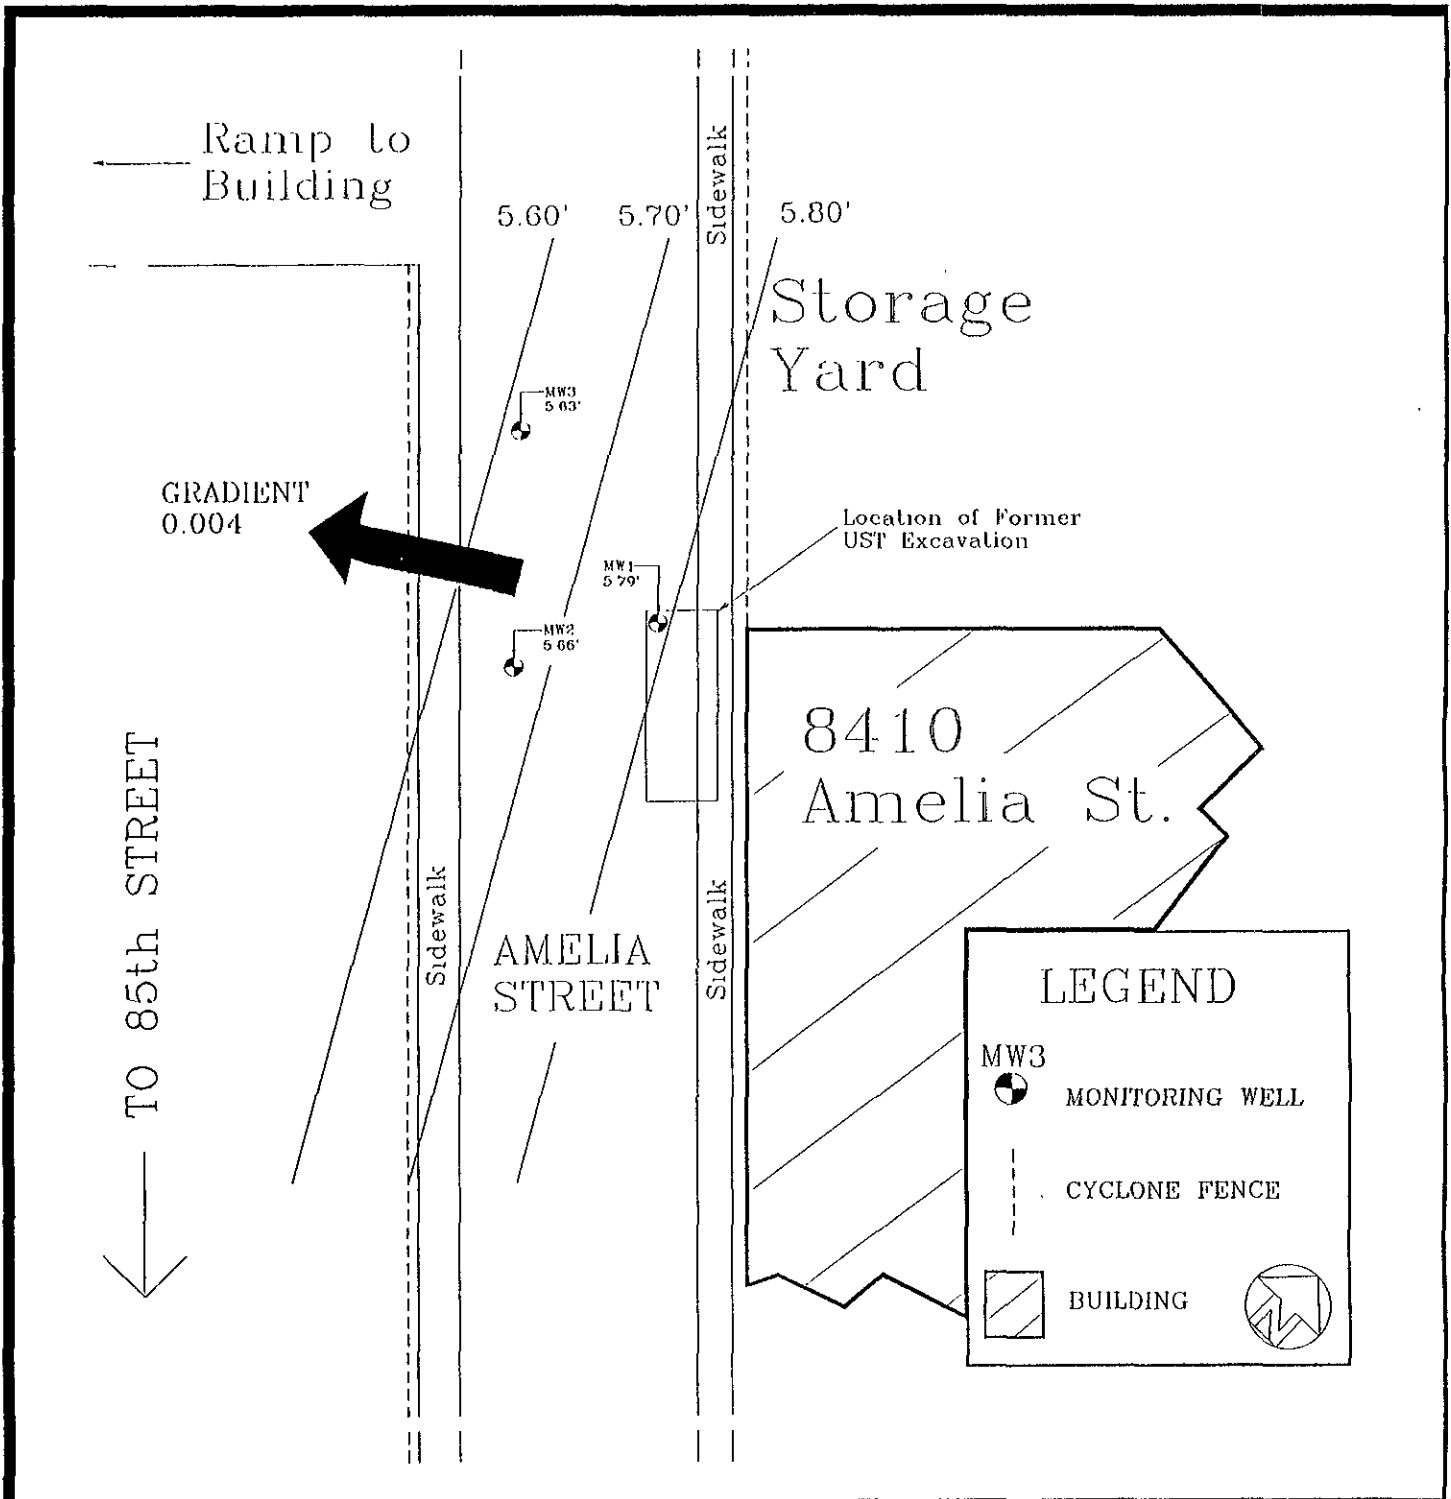 Ramp to
Building
Sidewalk
5.60'
5.70'
5.80'
Storage
Yard
MW3
5 63'
GRADIENT
0.004
Location of Former
UST Excavation
MW1
5 79'
MW2
5 66'
8410
Amelia St.
TO 85th STREET
Sidewalk
AMELIA
STREET
Sidewalk
LEGEND
MW3
MONITORING WELL
CYCLONE FENCE
BUILDING
N